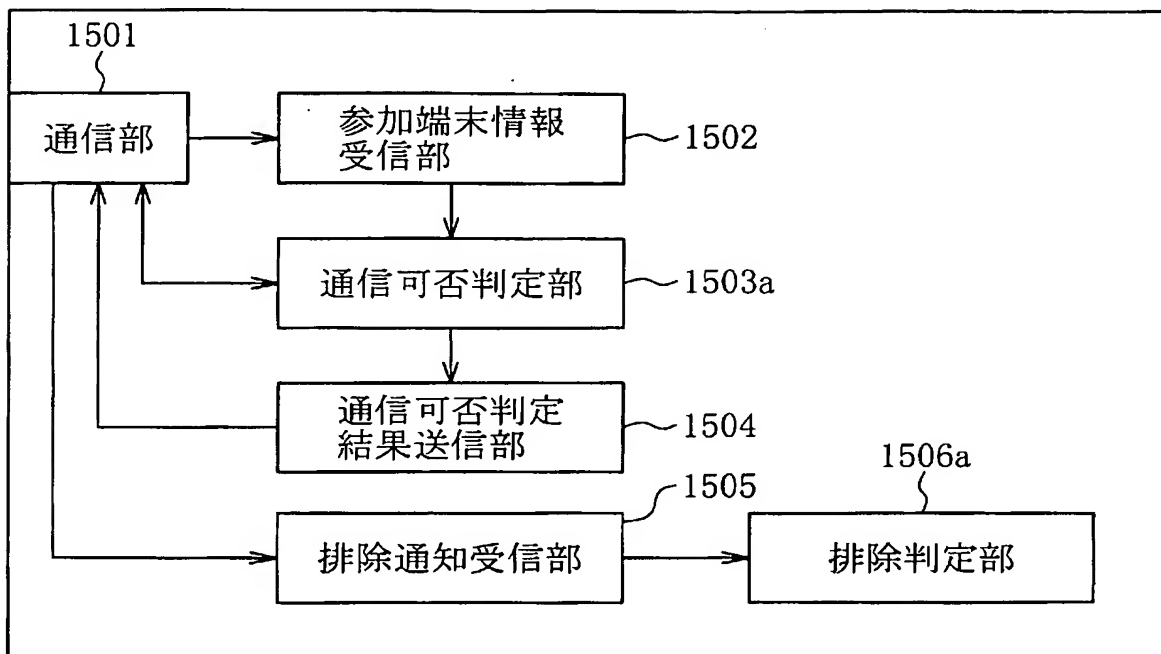 1501
通信部
参加端末情報
受信部
1502
通信可否判定部
1503a
通信可否判定
結果送信部
1504
1505
1506a
排除通知受信部
排除判定部